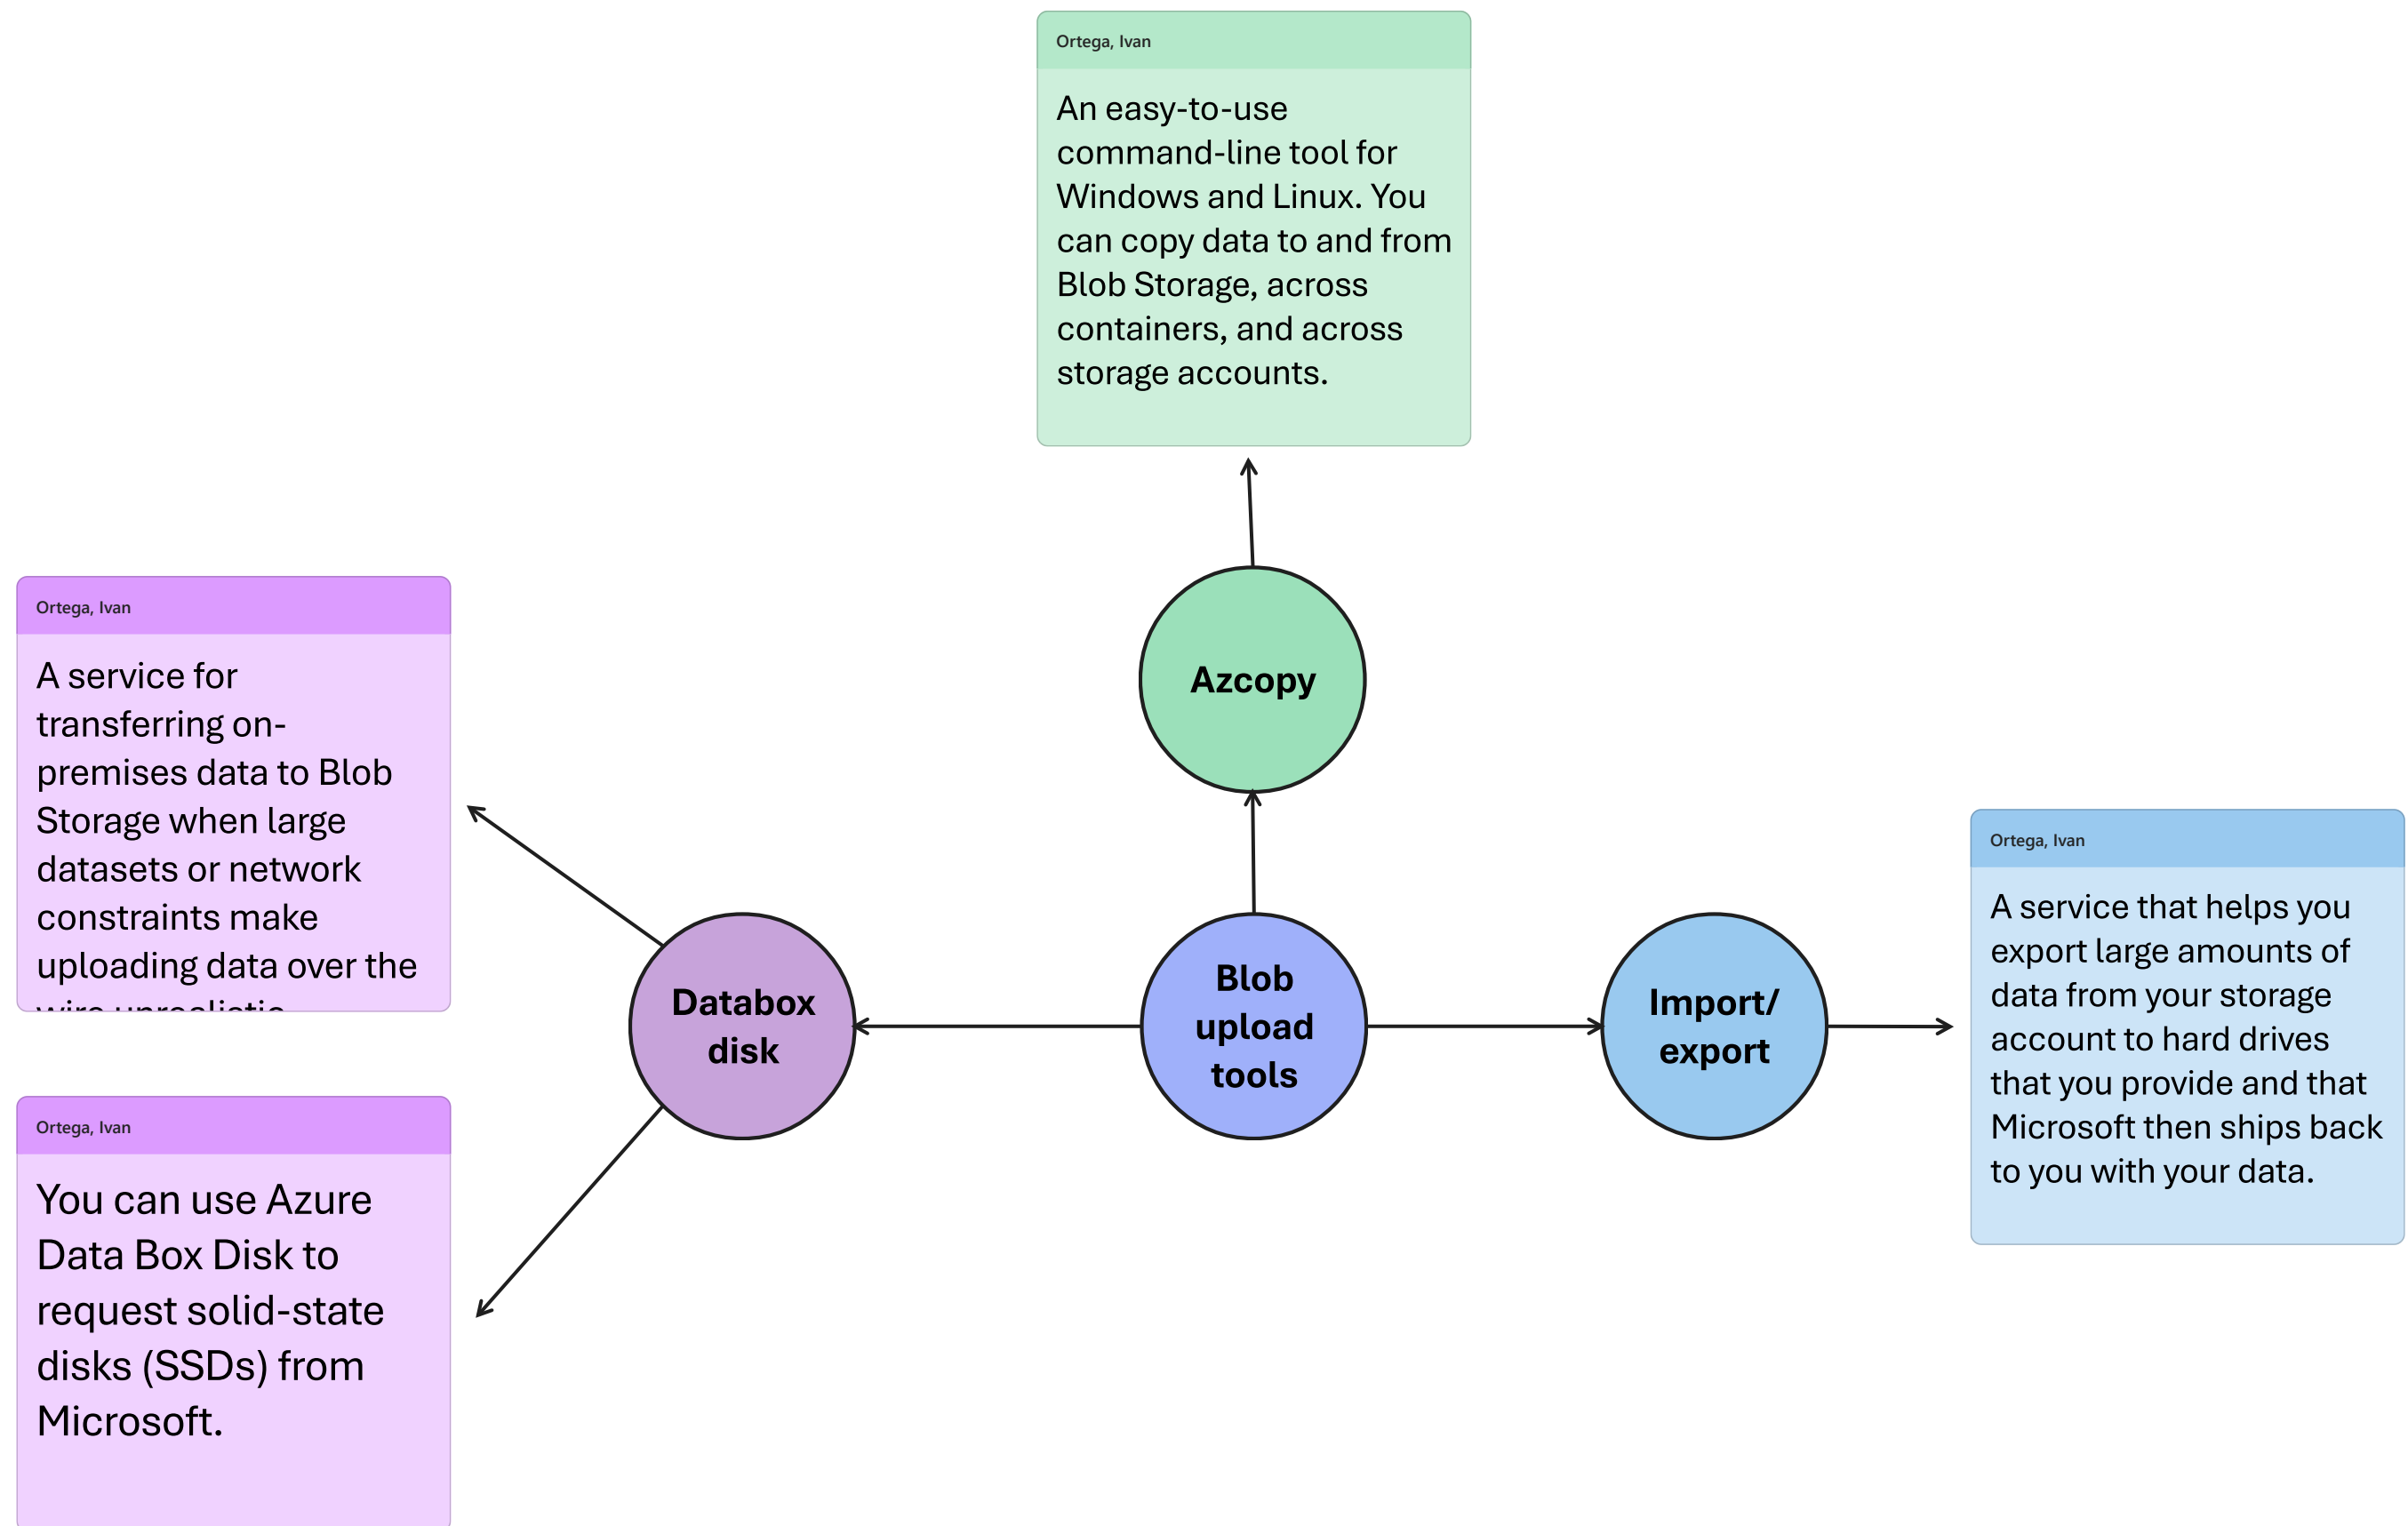 Ortega, Ivan
An easy-to-use
command-line tool for
Windows and Linux. You
can copy data to and from
Blob Storage, across
containers, and across
storage accounts.
Azcopy
Ortega, Ivan
A service for
transferring on-
premises data to Blob
Storage when large
datasets or network
constraints make
uploading data over the
wire unrealistic
Databox
disk
Blob
upload
tools
Import/
export
Ortega, Ivan
A service that helps you
export large amounts of
data from your storage
account to hard drives
that you provide and that
Microsoft then ships back
to you with your data.
Ortega, Ivan
You can use Azure
Data Box Disk to
request solid-state
disks (SSDs) from
Microsoft.